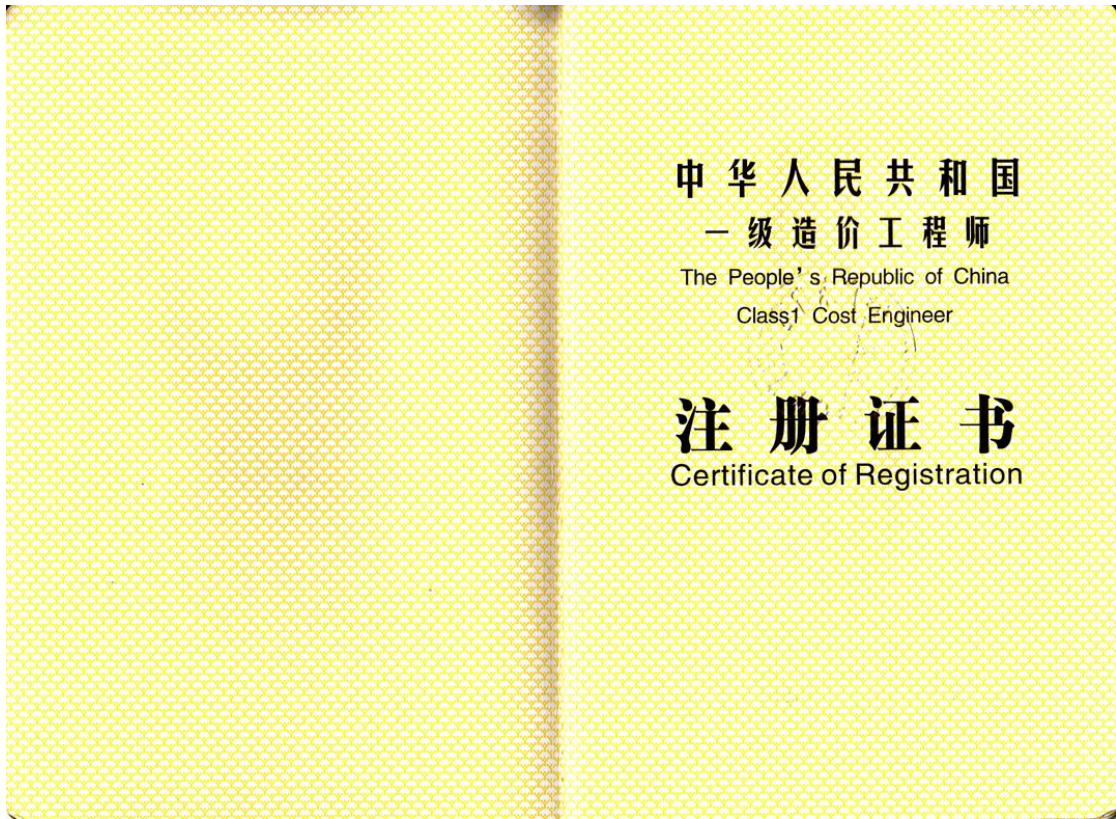 中华人民共和国
一级造价工程师
The People's Republic of China
Class1 Cost Engineer
注册证书
Certificate of Registration